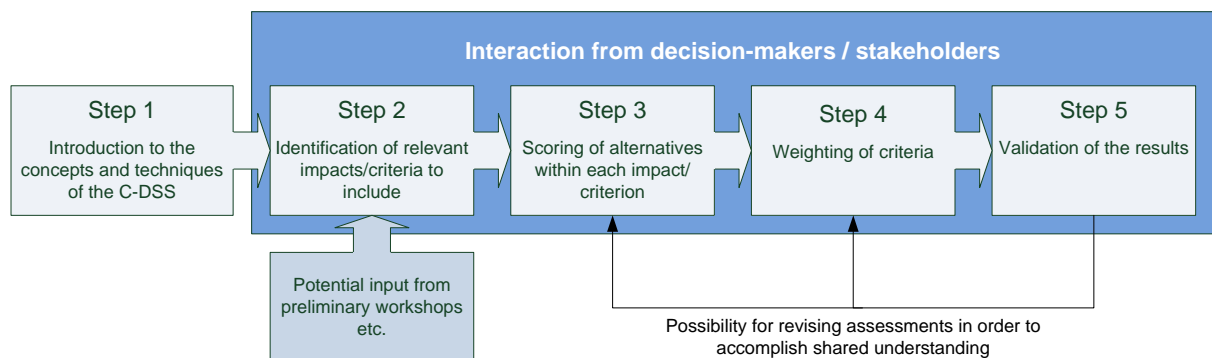 Interaction from decision-makers / stakeholders
Step 1
Introduction to the
concepts and techniques
of the C-DSS
Step 2
Identification of relevant
impacts/criteria to
include
Step 3
Scoring of alternatives
within each impact/
criterion
Step 4
Weighting of criteria
Step 5
Validation of the results
Potential input from
preliminary workshops
etc.
Possibility for revising assessments in order to
accomplish shared understanding